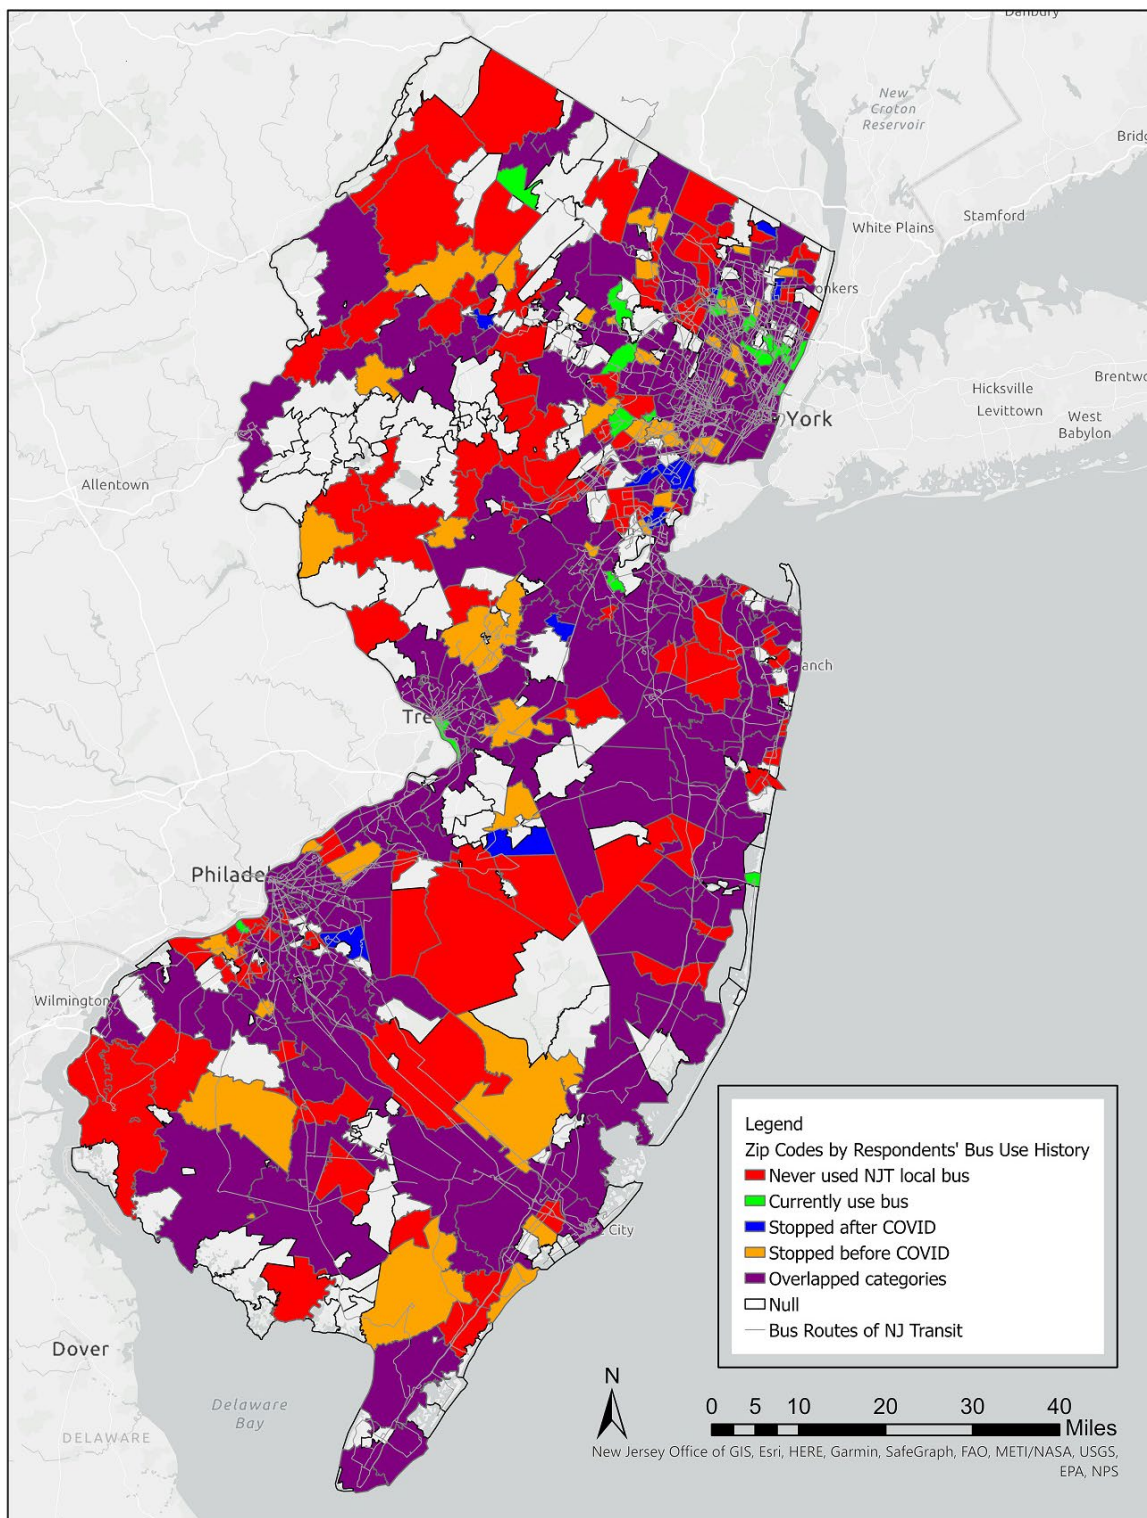 Danbury
New
Croton
Reservoir
Bridg
Stamford
White Plains
onkers
Par
Hicksville
Brentwo
Levittown
West
Babylon
York
Allentown
anch
Tre
Philadel
Wilmington
City
Legend
Zip Codes by Respondents' Bus Use History
Never used NJT local bus
Currently use bus
Stopped after COVID
Stopped before COVID
Overlapped categories
Null
Bus Routes of NJ Transit
Dover
Delaware
Bay
DELAWARE
N
0 5 10 20 30 40
Miles
New Jersey Office of GIS, Esri, HERE, Garmin, SafeGraph, FAO, METI/NASA, USGS,
EPA, NPS